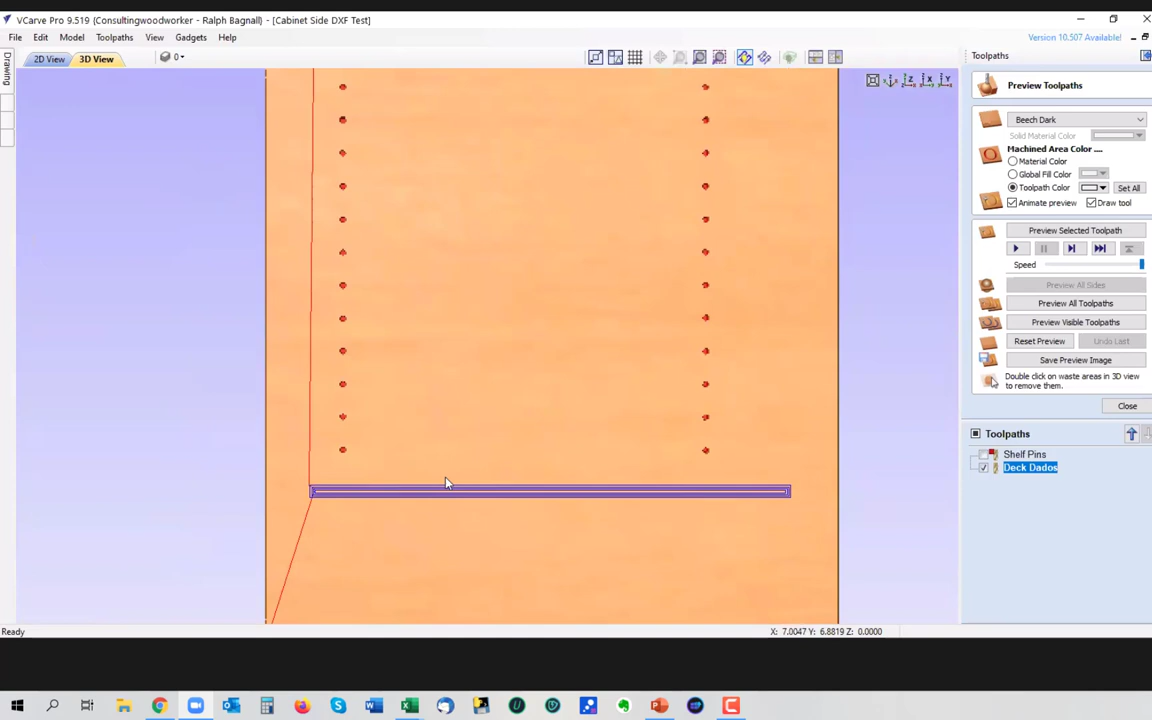 VCarve Pro 9.519 (Consultingwoodworker - Ralph Bagnall) - [Cabinet Side DXF Test]
File Edit Model Toolpaths View Gadgets Help
Version 10.507 Available!
2D View 3D View 0
Drawing
Toolpaths
Preview Toolpaths
Beech Dark
Solid Material Color
Machined Area Color ....
Material Color
Global Fill Color
Toolpath Color Set All
Animate preview Draw tool
Preview Selected Toolpath
Speed
Preview All Sides
Preview All Toolpaths
Preview Visible Toolpaths
Reset Preview Undo Last
Save Preview Image
Double click on waste areas in 3D view
to remove them.
Close
Toolpaths
Shelf Pins
Deck Dados
Ready X: 7.0047 Y: 6.8819 Z: 0.0000